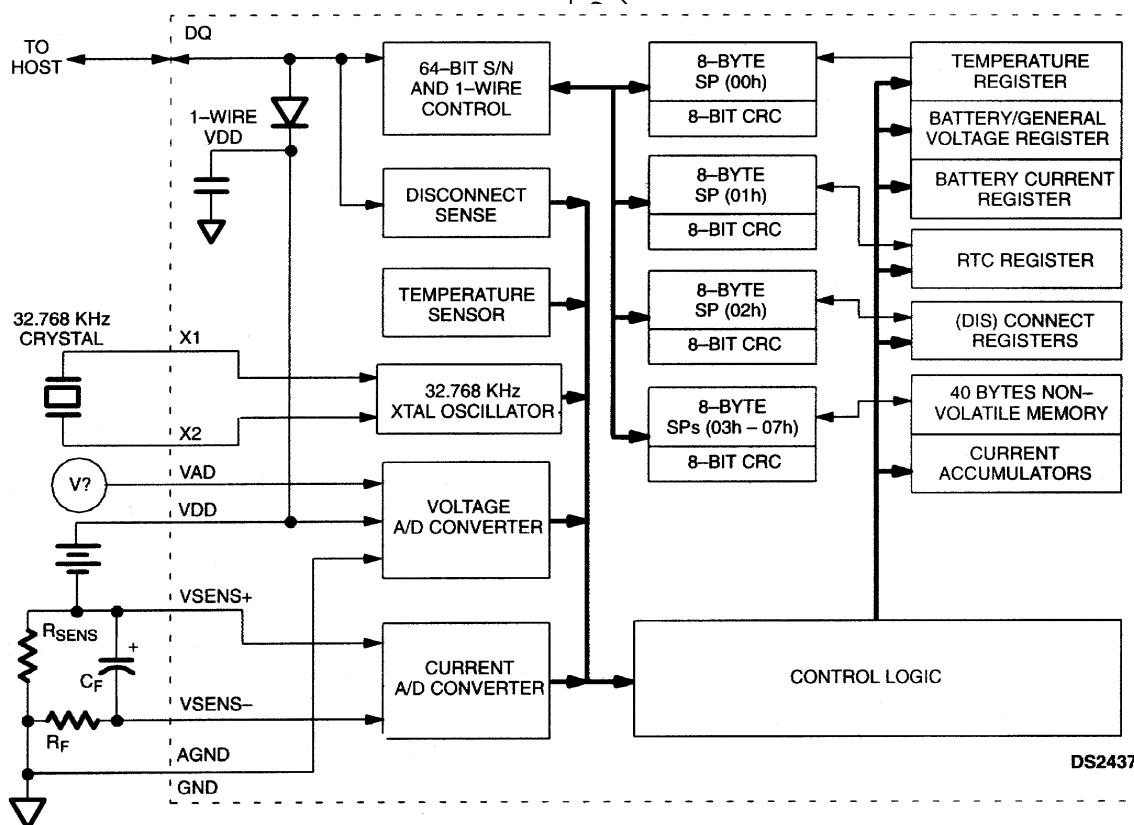 DQ
TO
HOST
1–WIRE
VDD
64–BIT S/N
AND 1–WIRE
CONTROL
DISCONNECT
SENSE
TEMPERATURE
SENSOR
32.768 KHz
CRYSTAL
X1
X2
32.768 KHz
XTAL OSCILLATOR
V?
VAD
VDD
VOLTAGE
A/D CONVERTER
VSENS+
RSENS
+
CF
RF
VSENS–
CURRENT
A/D CONVERTER
AGND
GND
8–BYTE
SP (00h)
8–BIT CRC
8–BYTE
SP (01h)
8–BIT CRC
8–BYTE
SP (02h)
8–BIT CRC
8–BYTE
SPs (03h – 07h)
8–BIT CRC
TEMPERATURE
REGISTER
BATTERY/GENERAL
VOLTAGE REGISTER
BATTERY CURRENT
REGISTER
RTC REGISTER
(DIS) CONNECT
REGISTERS
40 BYTES NON–
VOLATILE MEMORY
CURRENT
ACCUMULATORS
CONTROL LOGIC
DS2437